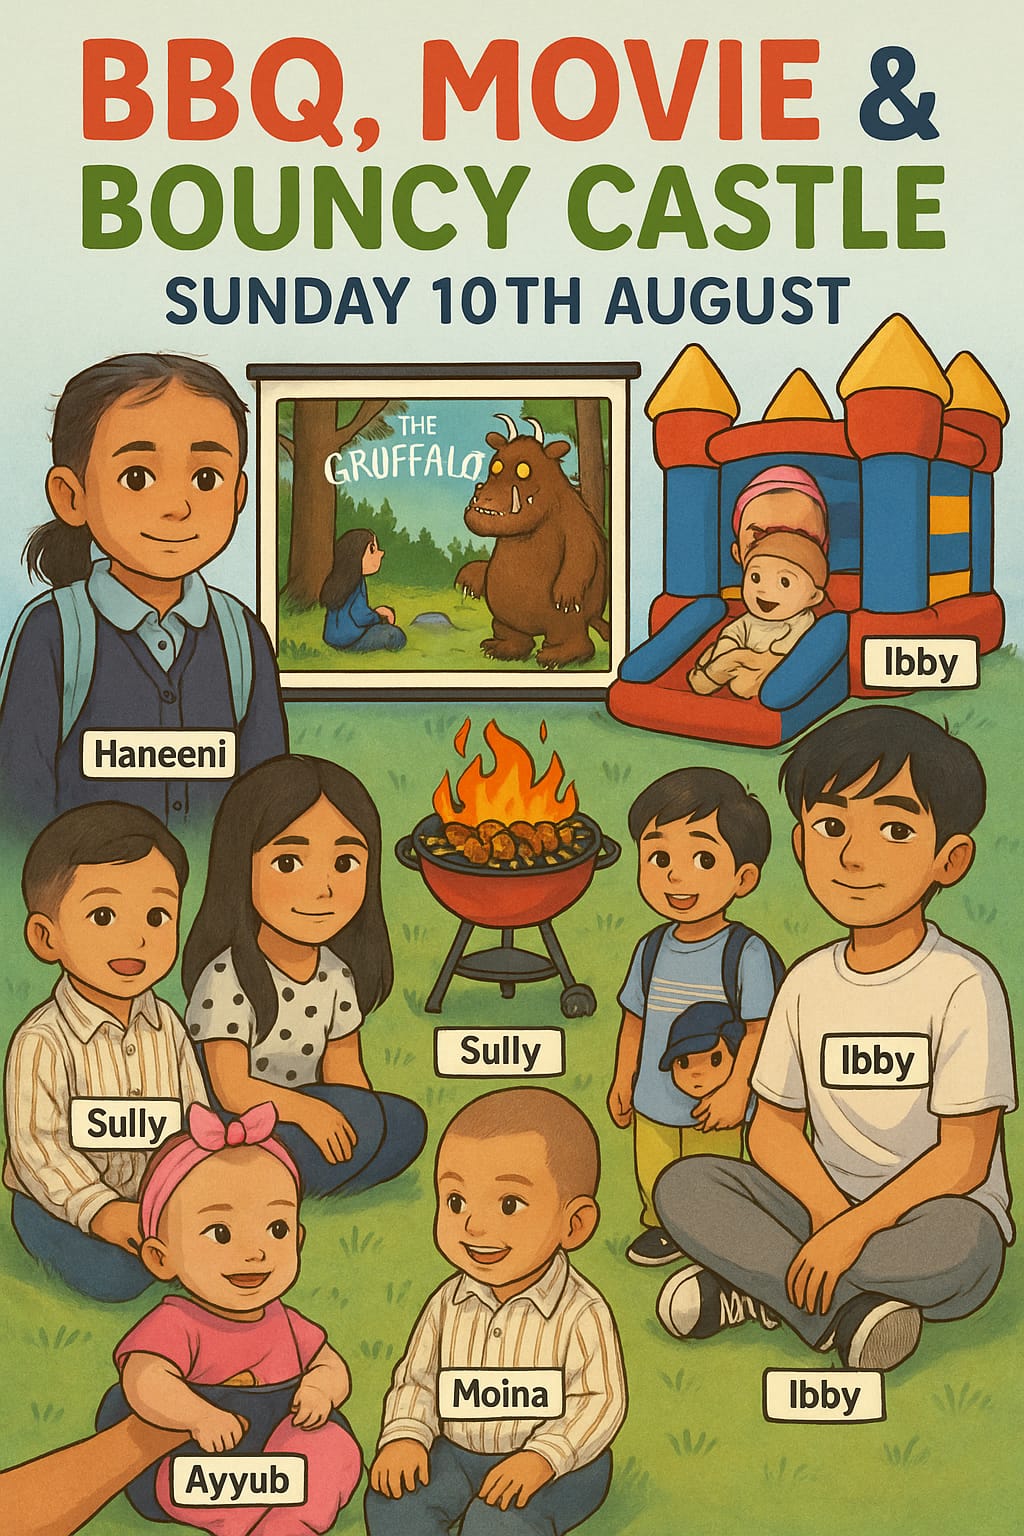 BBQ, MOVIE &
BOUNCY CASTLE
SUNDAY 10TH AUGUST
THE
GRUFFALO
Ibby
Haneeni
Sully
Ibby
Sully
Moina
Ibby
Ayyub